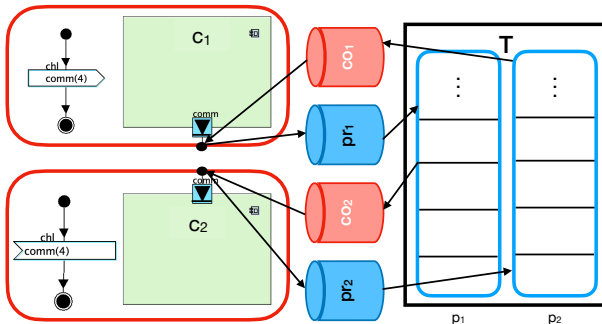 C1
chl
comm(4)
comm
co1
T
⋮
⋮
pr1
comm
chl
comm(4)
C2
co2
pr2
p1
p2